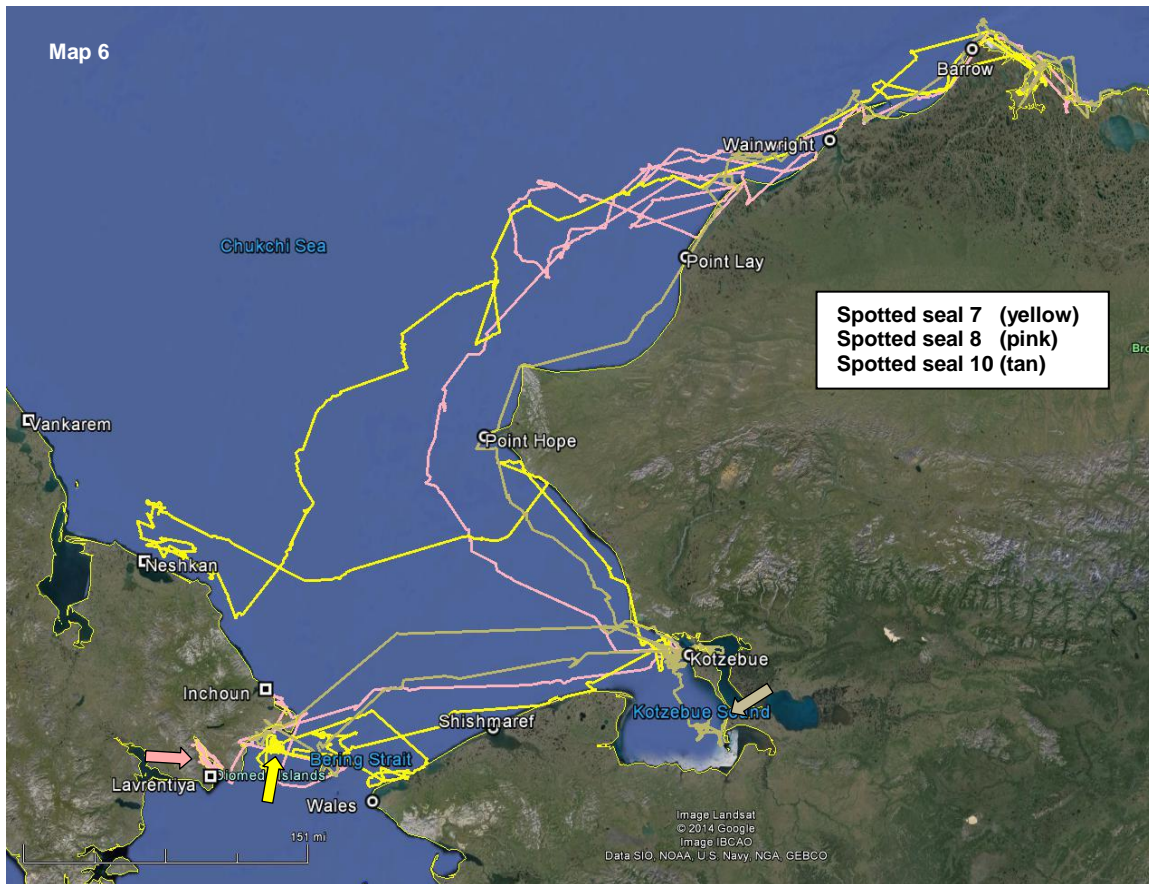 Map 6
Barrow
Wainwright
Chukchi Sea
Point Lay
Spotted seal 7 (yellow)
Spotted seal 8 (pink)
Spotted seal 10 (tan)
Bro
Vankarem
Point Hope
Neshkan
Kotzebue
Inchoun
Kotzebue Sound
Shishmaref
Bering Strait
Diomede Islands
Lavrentiya
Wales
151 mi
Image Landsat
© 2014 Google
Image IBCAO
Data SIO, NOAA, U.S. Navy, NGA, GEBCO